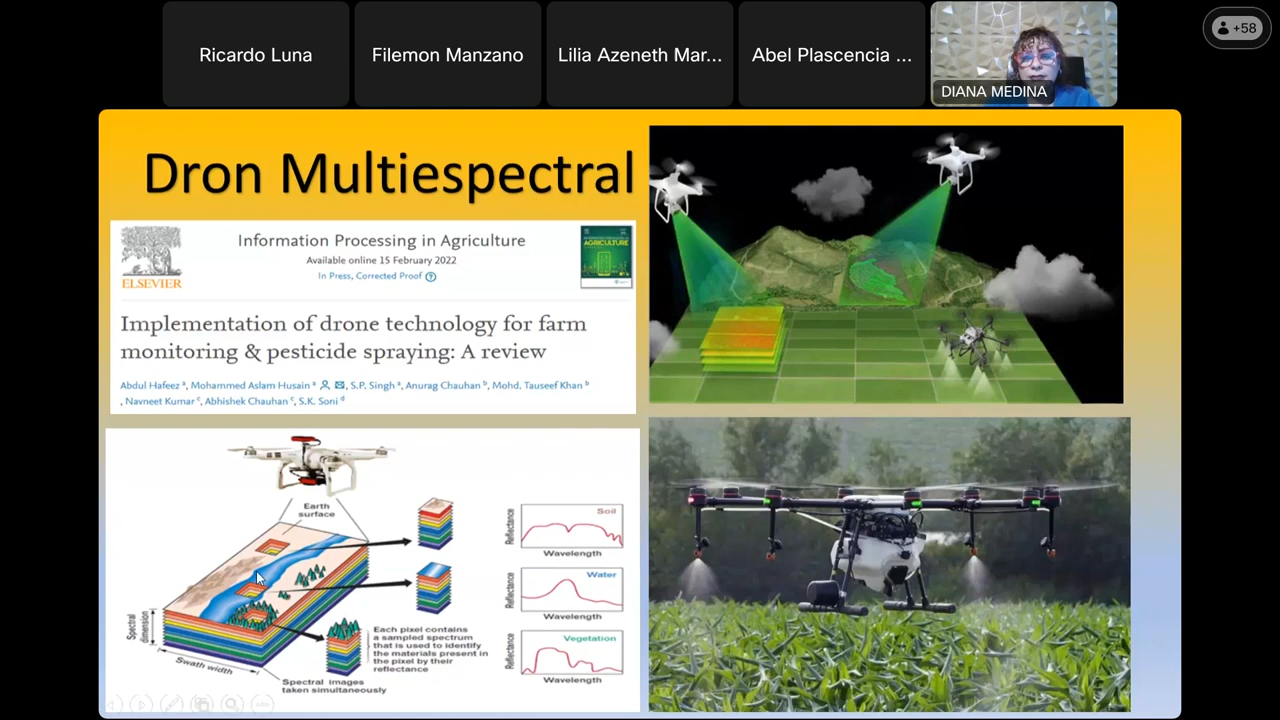 Ricardo Luna
Filemon Manzano
Lilia Azeneth Mar...
Abel Plascencia ...
DIANA MEDINA
+58
Dron Multiespectral
ELSEVIER
Information Processing in Agriculture
Available online 15 February 2022
In Press, Corrected Proof
AGRICULTURE
Implementation of drone technology for farm
monitoring & pesticide spraying: A review
Abdul Hafeez a, Mohammed Aslam Husain a, S.P. Singh a, Anurag Chauhan b, Mohd. Tauseef Khan b
, Navneet Kumar c, Abhishek Chauhan c, S.K. Soni d
Earth
surface
Spectral
dimension
Swath width
Spectral images
taken simultaneously
Each pixel contains
a sampled spectrum
that is used to identify
the materials present in
the pixel by their
reflectance
Reflectance
Soil
Wavelength
Reflectance
Water
Wavelength
Reflectance
Vegetation
Wavelength